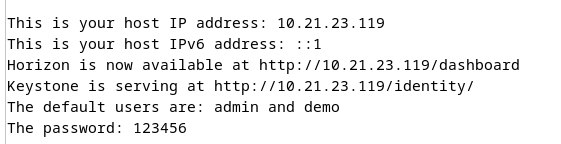 This is your host IP address: 10.21.23.119
This is your host IPv6 address: ::1
Horizon is now available at http://10.21.23.119/dashboard
Keystone is serving at http://10.21.23.119/identity/
The default users are: admin and demo
The password: 123456